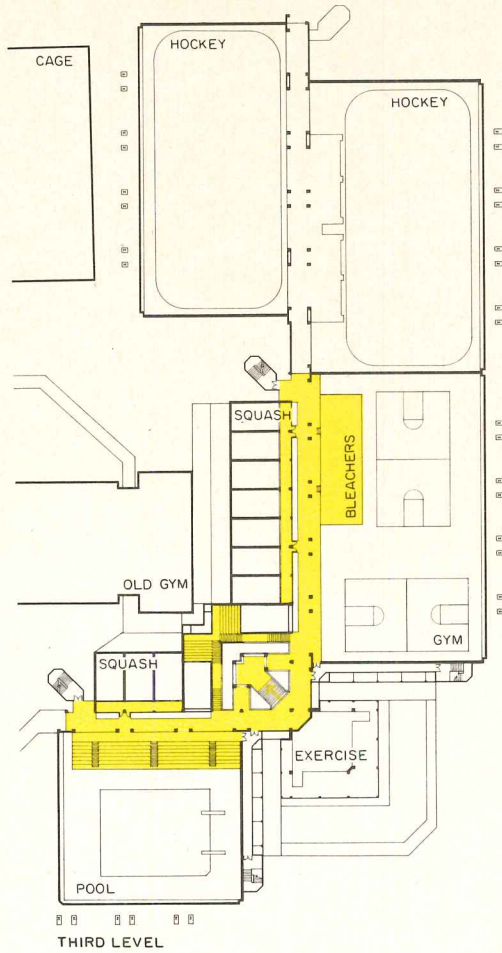 HOCKEY
CAGE
HOCKEY
SQUASH
BLEACHERS
OLD GYM
GYM
SQUASH
EXERCISE
POOL
THIRD LEVEL